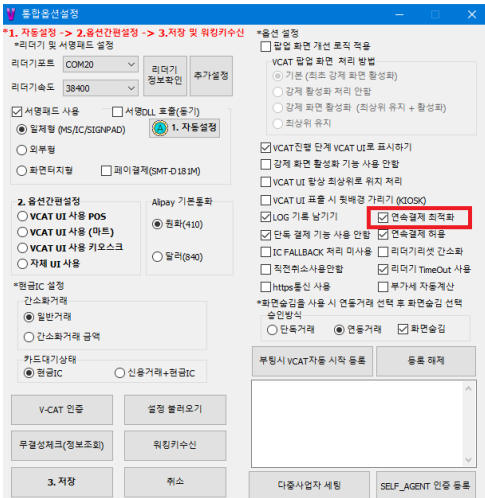 통합옵션설정
*1. 자동설정 -> 2.옵션간편설정 -> 3.저장 및 워킹키수신
*리더기 및 서명패드 설정
리더기포트 COM20
리더기속도 38400
리더기
정보확인
추가설정
서명패드 사용
서명DLL 호출(동기)
일체형 (MS/IC/SIGNPAD)
1. 자동설정
외부형
화면터치형
페이결제(SMT-D181M)
2. 옵션간편설정
VCAT UI 사용 POS
VCAT UI 사용 (마트)
VCAT UI 사용 키오스크
자체 UI 사용
Alipay 기본통화
원화(410)
달러(840)
*현금IC 설정
간소화거래
일반거래
간소화거래 금액
카드대기상태
현금IC
신용거래+현금IC
V-CAT 인증
설정 불러오기
무결성체크(정보조회)
워킹키수신
3. 저장
취소
*옵션 설정
팝업 화면 개선 로직 적용
VCAT 팝업 화면 처리 방법
기본 (최초 강제 화면 활성화)
강제 화면 활성화 처리 안함
강제 화면 활성화 (최상위 유지 + 활성화)
최상위 유지
VCAT진행 단계 VCAT UI로 표시하기
강제 화면 활성화 기능 사용 안함
VCAT UI 항상 최상위로 위치 처리
VCAT UI 표출 시 뒷배경 가리기 (KIOSK)
LOG 기록 남기기
연속결제 최적화
단독 결제 기능 사용 안함
연속결제 허용
IC FALLBACK 처리 미사용
리더기리셋 간소화
직전취소사용안함
리더기 TimeOut 사용
https통신 사용
부가세 자동계산
*화면숨김을 사용 시 연동거래 선택 후 화면숨김 선택
승인방식
단독거래
연동거래
화면숨김
부팅시 VCAT자동 시작 등록
등록 해제
다중사업자 세팅
SELF_AGENT 인증 등록